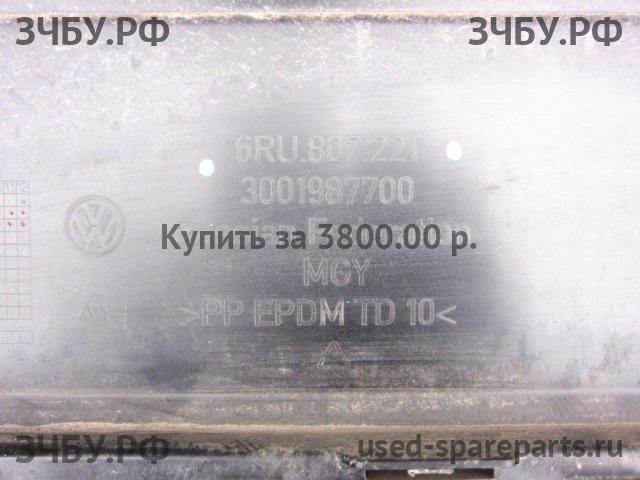 ЗЧБУ.РФ ЗЧБУ.РФ
6RU.807.221
3001987700
Купить за 3800.00 р.
MGY
>PP EPDM TD 10<
ЗЧБУ.РФ used-spareparts.ru